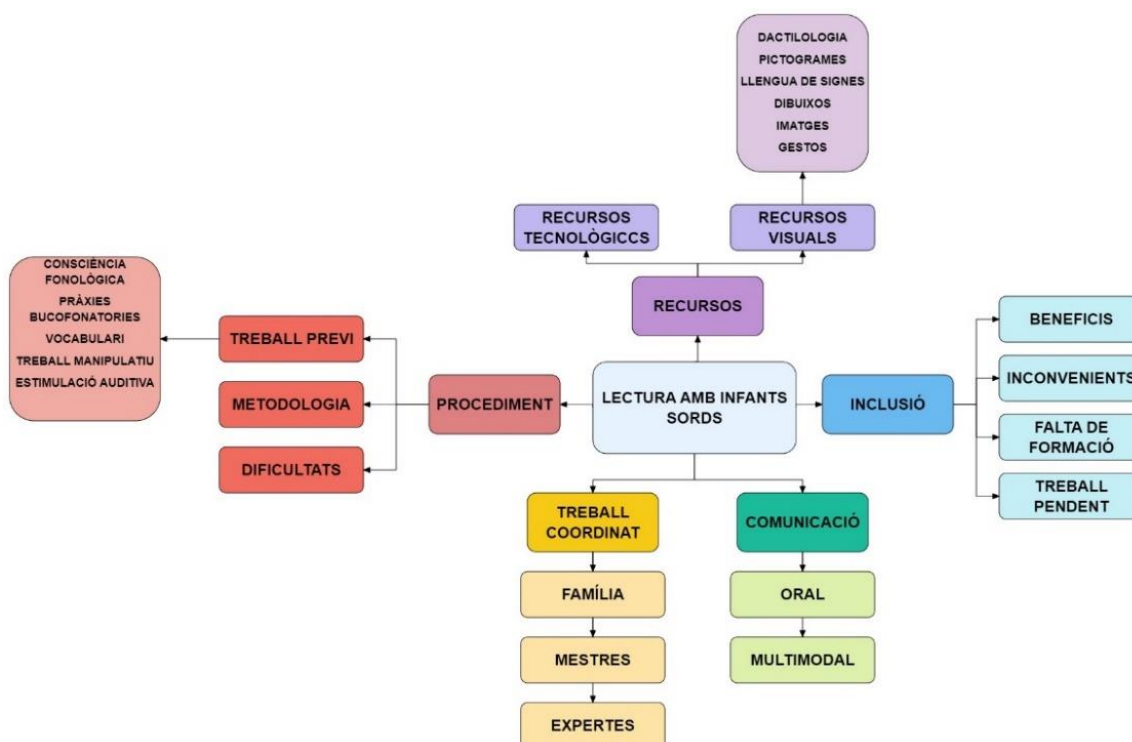 DACTILOLOGIA
PICTOGRAMES
LLENGUA DE SIGNES
DIBUIXOS
IMATGES
GESTOS
RECURSOS
TECNOLÒGICCS
RECURSOS
VISUALS
RECURSOS
CONSCIÈNCIA
FONOLÒGICA
PRÀXIES
BUCOFONATORIES
VOCABULARI
TREBALL MANIPULATIU
ESTIMULACIÓ AUDITIVA
TREBALL PREVI
METODOLOGIA
DIFICULTATS
PROCEDIMENT
LECTURA AMB INFANTS
SORDS
INCLUSIÓ
BENEFICIS
INCONVENIENTS
FALTA DE
FORMACIÓ
TREBALL
PENDENT
TREBALL
COORDINAT
FAMÍLIA
MESTRES
EXPERTES
COMUNICACIÓ
ORAL
MULTIMODAL